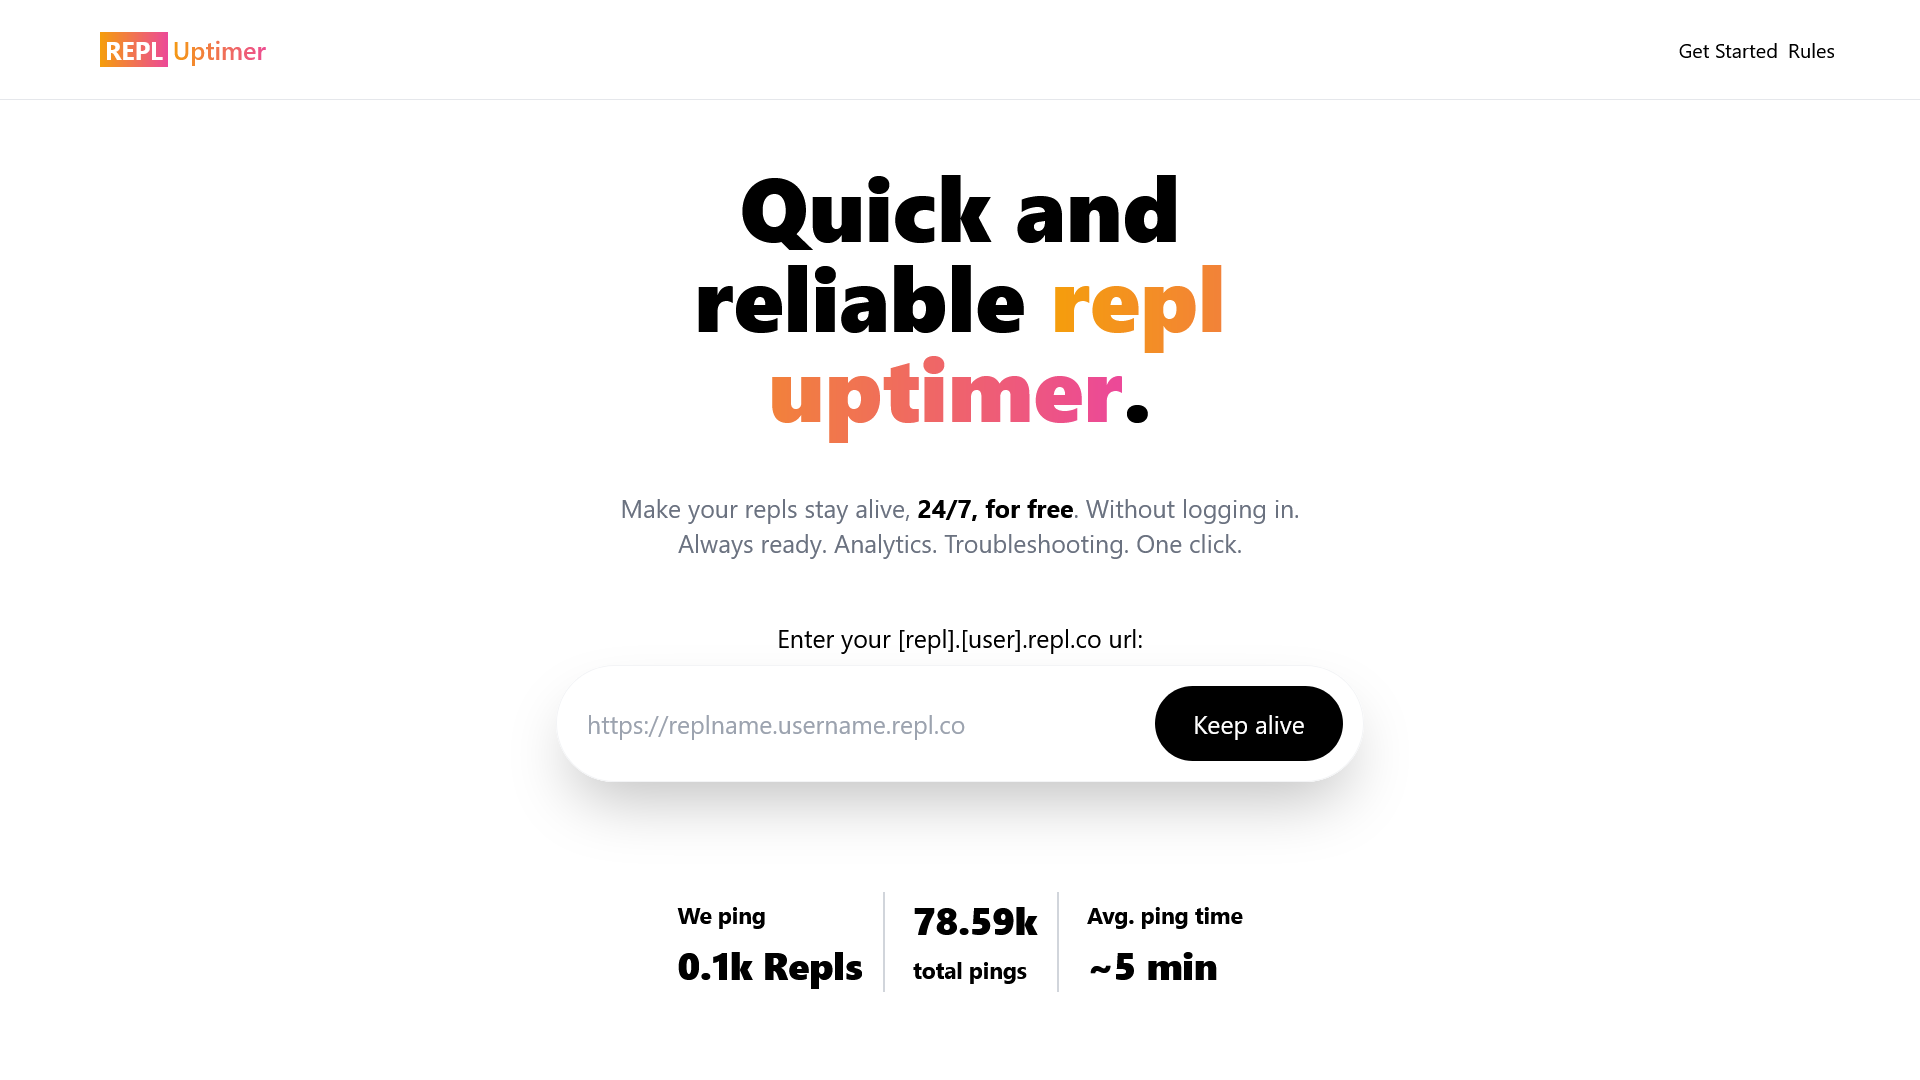 REPL Uptimer
Get Started Rules
Quick and
reliable repl
uptimer.
Make your repls stay alive, 24/7, for free. Without logging in.
Always ready. Analytics. Troubleshooting. One click.
Enter your [repl].[user].repl.co url:
https://replname.username.repl.co
Keep alive
We ping
0.1k Repls
78.59k
total pings
Avg. ping time
~5 min